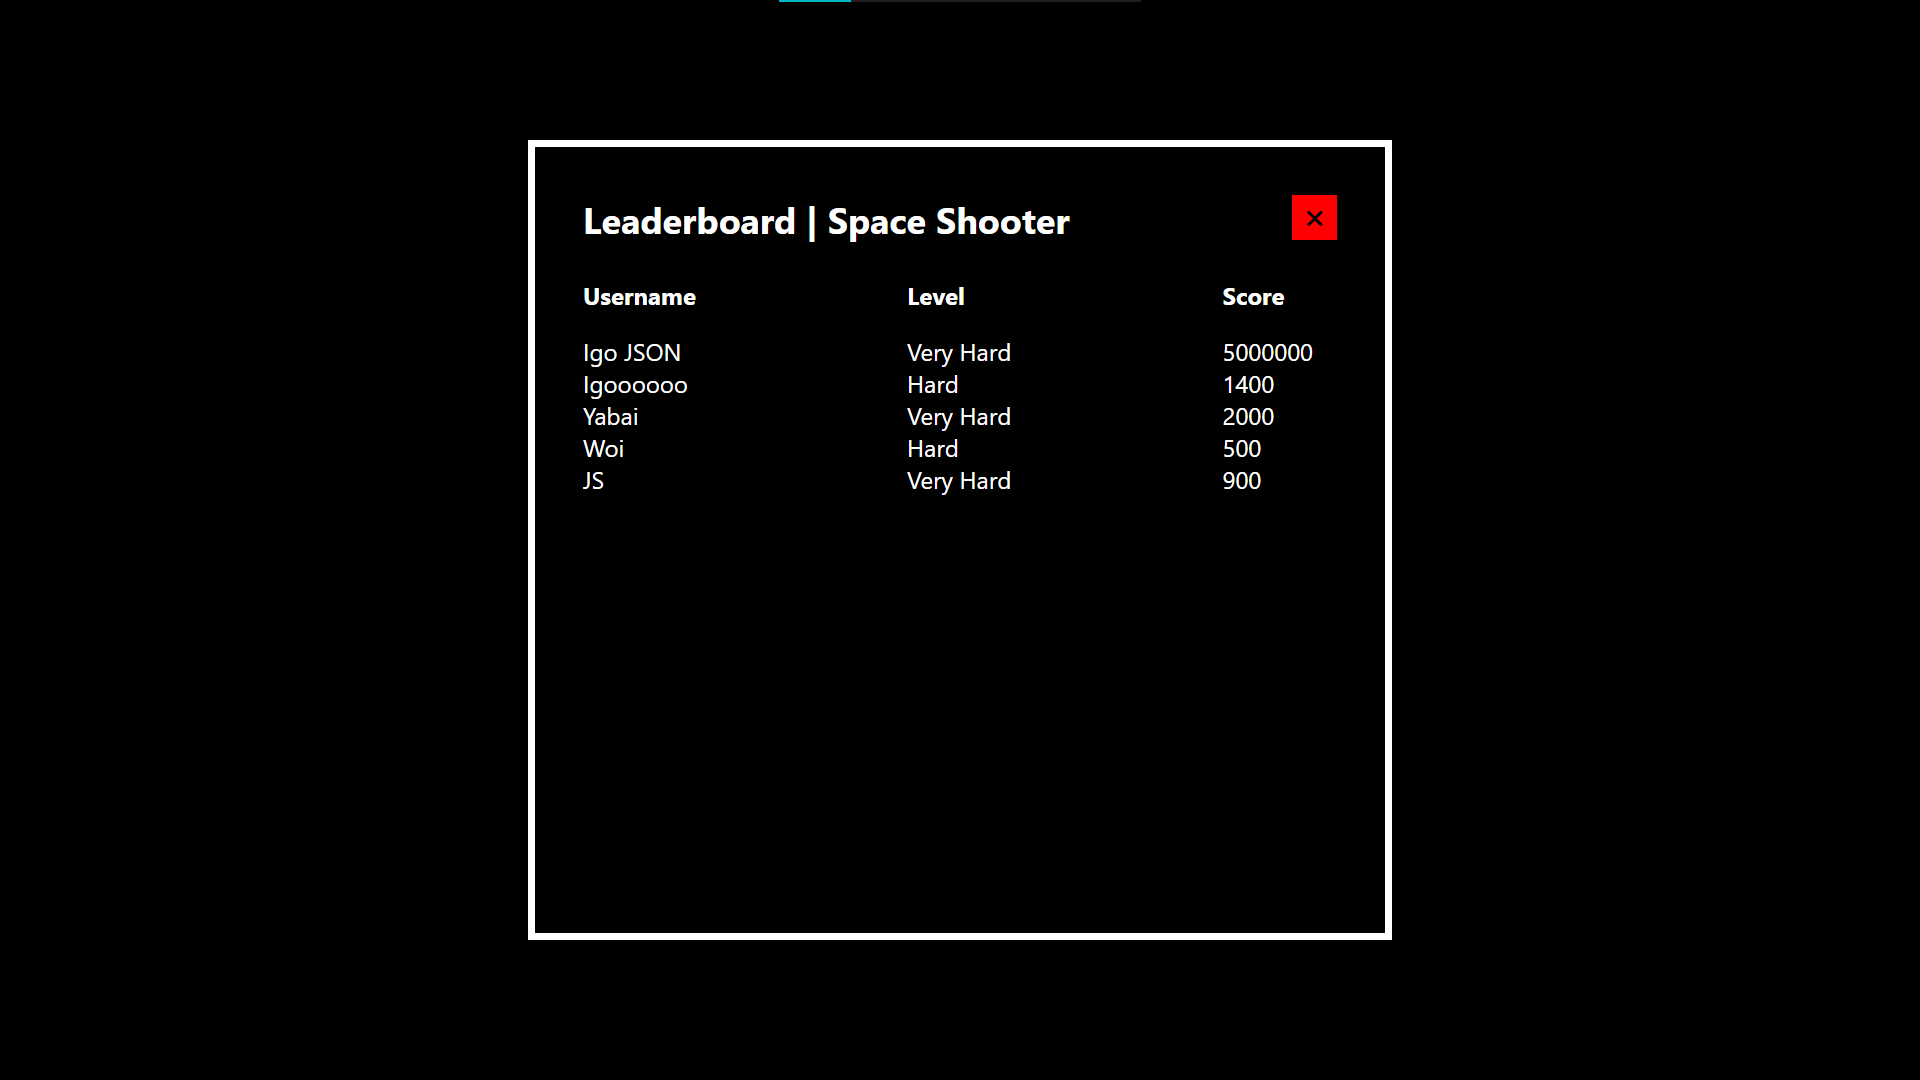 Leaderboard | Space Shooter
Username Level Score
Igo JSON Very Hard 5000000
Igoooooo Hard 1400
Yabai Very Hard 2000
Woi Hard 500
JS Very Hard 900